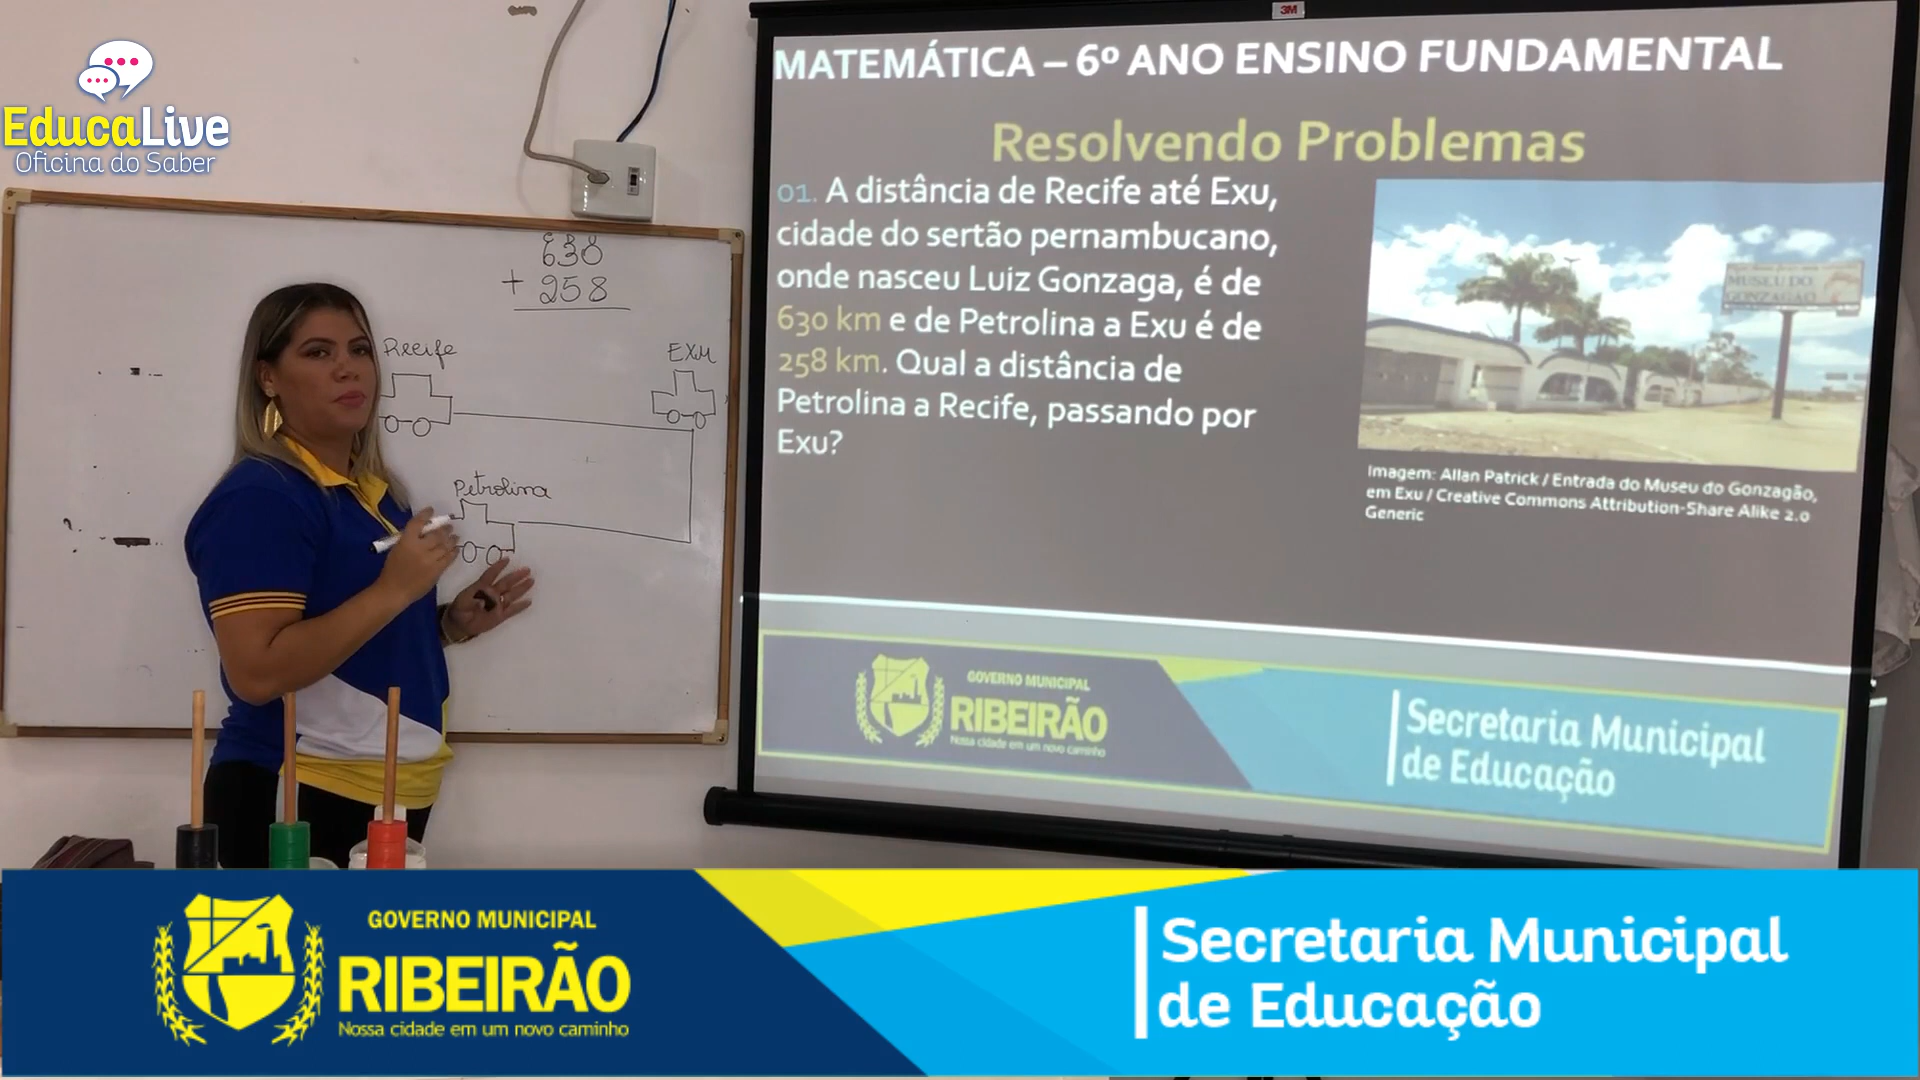 EducaLive
Oficina do Saber
630
+ 258
Recife
EXU
Petrolina
3M
MATEMÁTICA – 6º ANO ENSINO FUNDAMENTAL
Resolvendo Problemas
01. A distância de Recife até Exu,
cidade do sertão pernambucano,
onde nasceu Luiz Gonzaga, é de
630 km e de Petrolina a Exu é de
258 km. Qual a distância de
Petrolina a Recife, passando por
Exu?
MUSEU DO
GONZAGÃO
Imagem: Allan Patrick / Entrada do Museu do Gonzagão,
em Exu / Creative Commons Attribution-Share Alike 2.0
Generic
GOVERNO MUNICIPAL
RIBEIRÃO
Nossa cidade em um novo caminho
Secretaria Municipal
de Educação
GOVERNO MUNICIPAL
RIBEIRÃO
Nossa cidade em um novo caminho
Secretaria Municipal
de Educação